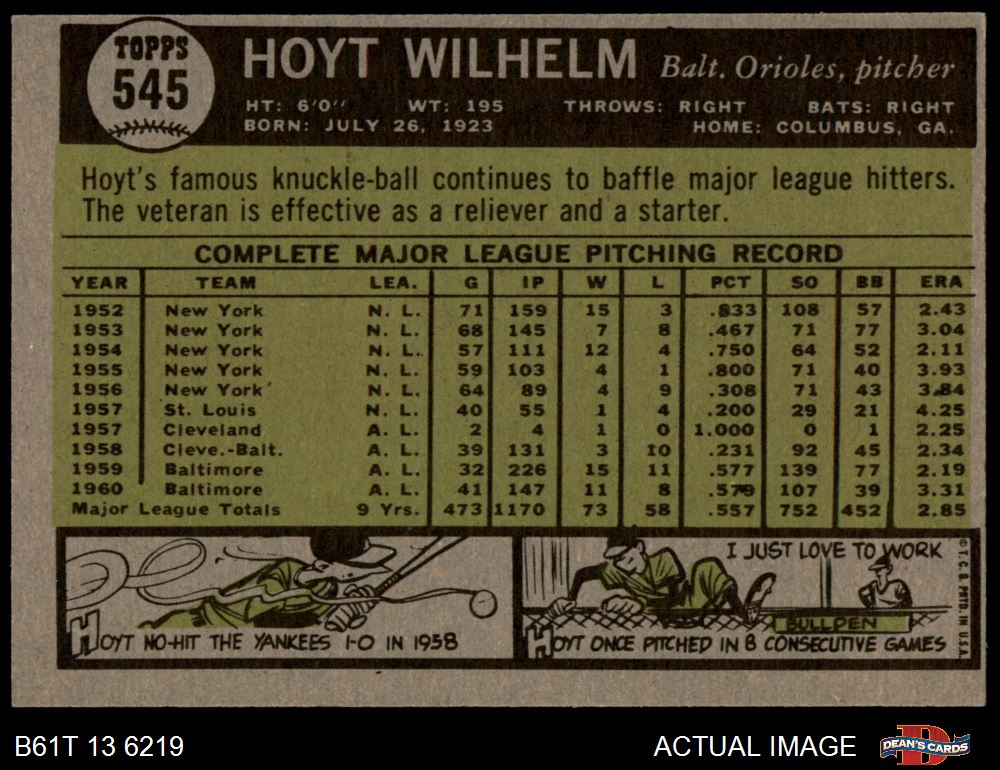 TOPPS
545
HOYT WILHELM Balt. Orioles, pitcher
HT: 6'0" WT: 195 THROWS: RIGHT BATS: RIGHT
BORN: JULY 26, 1923 HOME: COLUMBUS, GA.
Hoyt's famous knuckle-ball continues to baffle major league hitters.
The veteran is effective as a reliever and a starter.
COMPLETE MAJOR LEAGUE PITCHING RECORD
YEAR TEAM LEA. G IP W L PCT SO BB ERA
1952 New York N. L. 71 159 15 3 .833 108 57 2.43
1953 New York N. L. 68 145 7 8 .467 71 77 3.04
1954 New York N. L. 57 111 12 4 .750 64 52 2.11
1955 New York N. L. 59 103 4 1 .800 71 40 3.93
1956 New York N. L. 64 89 4 9 .308 71 43 3.84
1957 St. Louis N. L. 40 55 1 4 .200 29 21 4.25
1957 Cleveland A. L. 2 4 1 0 1.000 0 1 2.25
1958 Cleve.-Balt. A. L. 39 131 3 10 .231 92 45 2.34
1959 Baltimore A. L. 32 226 15 11 .577 139 77 2.19
1960 Baltimore A. L. 41 147 11 8 .579 107 39 3.31
Major League Totals 9 Yrs. 473 1170 73 58 .557 752 452 2.85
HOYT NO-HIT THE YANKEES 1-0 IN 1958
I JUST LOVE TO WORK
BULLPEN
HOYT ONCE PITCHED IN 8 CONSECUTIVE GAMES
© T. C. G. PRTD. IN U.S.A.
B61T 13 6219 ACTUAL IMAGE
D
DEAN'S CARDS